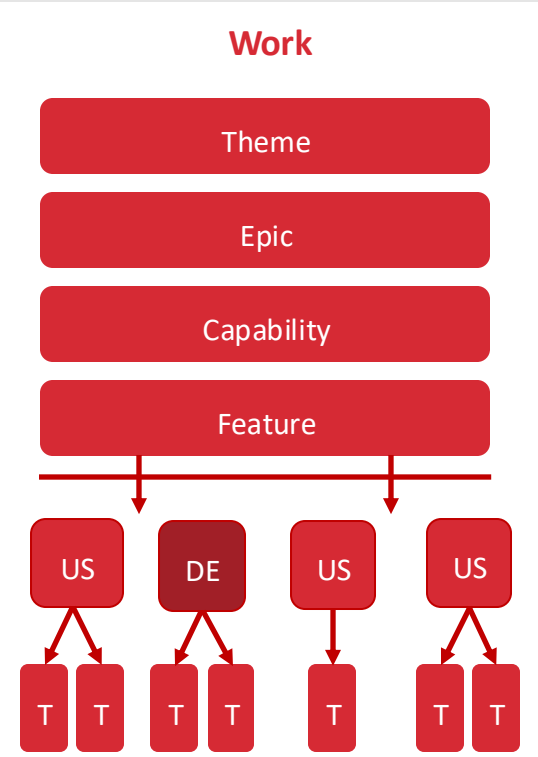 Work
Theme
Epic
Capability
Feature
US DE US US
T T T T T T T